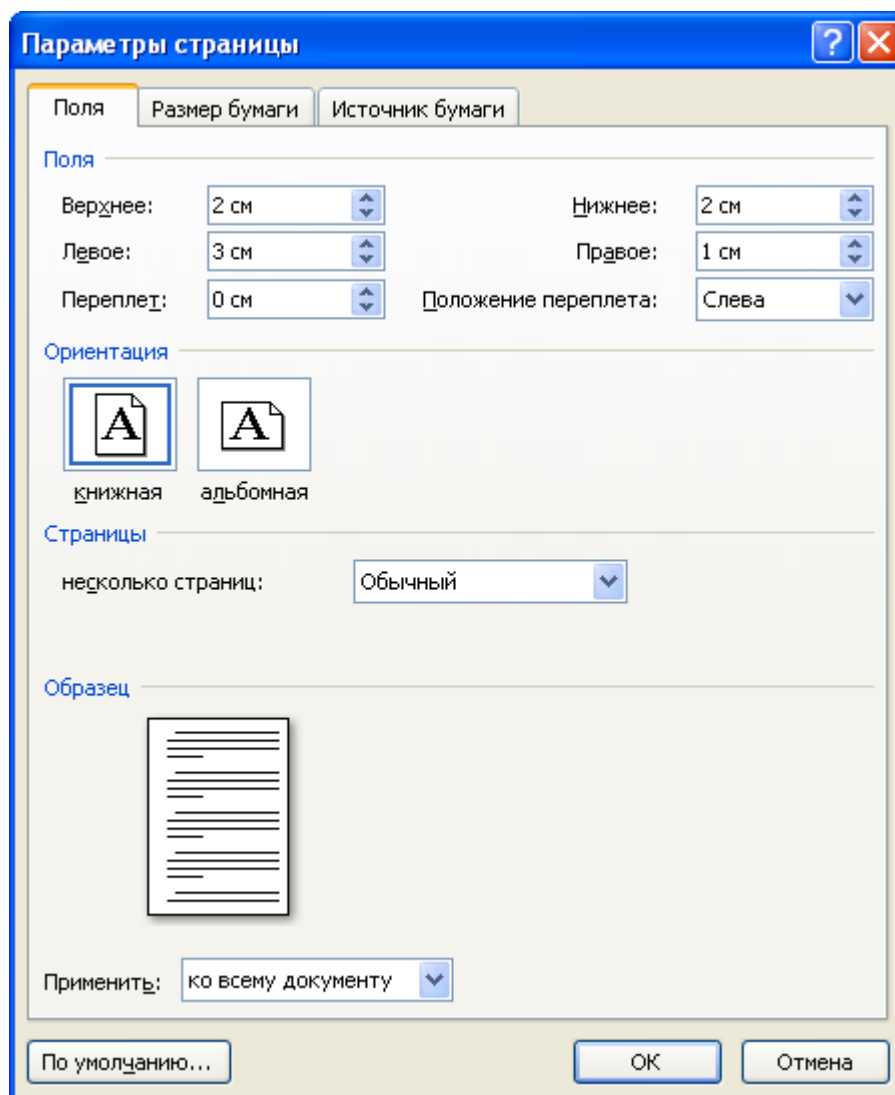 Параметры страницы
Поля Размер бумаги Источник бумаги
Поля
Верхнее: 2 см Нижнее: 2 см
Левое: 3 см Правое: 1 см
Переплет: 0 см Положение переплета: Слева
Ориентация
A A
книжная альбомная
Страницы
несколько страниц: Обычный
Образец
Применить: ко всему документу
По умолчанию... ОК Отмена